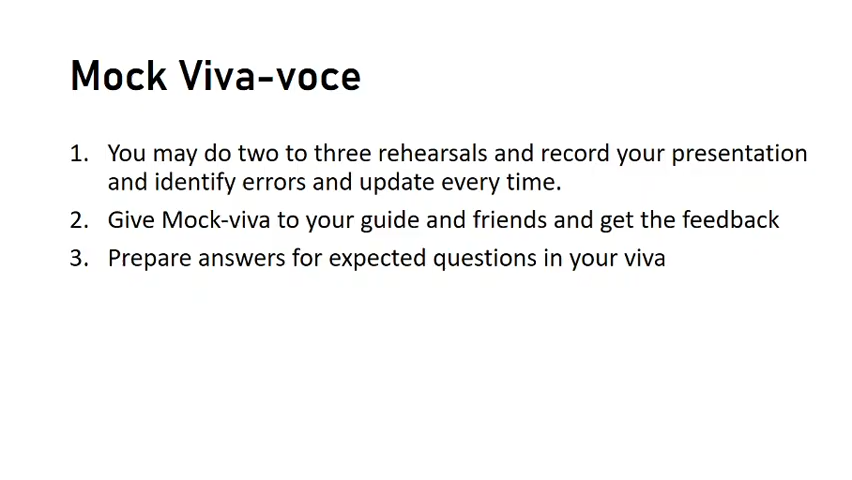 Mock Viva-voce
1. You may do two to three rehearsals and record your presentation
and identify errors and update every time.
2. Give Mock-viva to your guide and friends and get the feedback
3. Prepare answers for expected questions in your viva